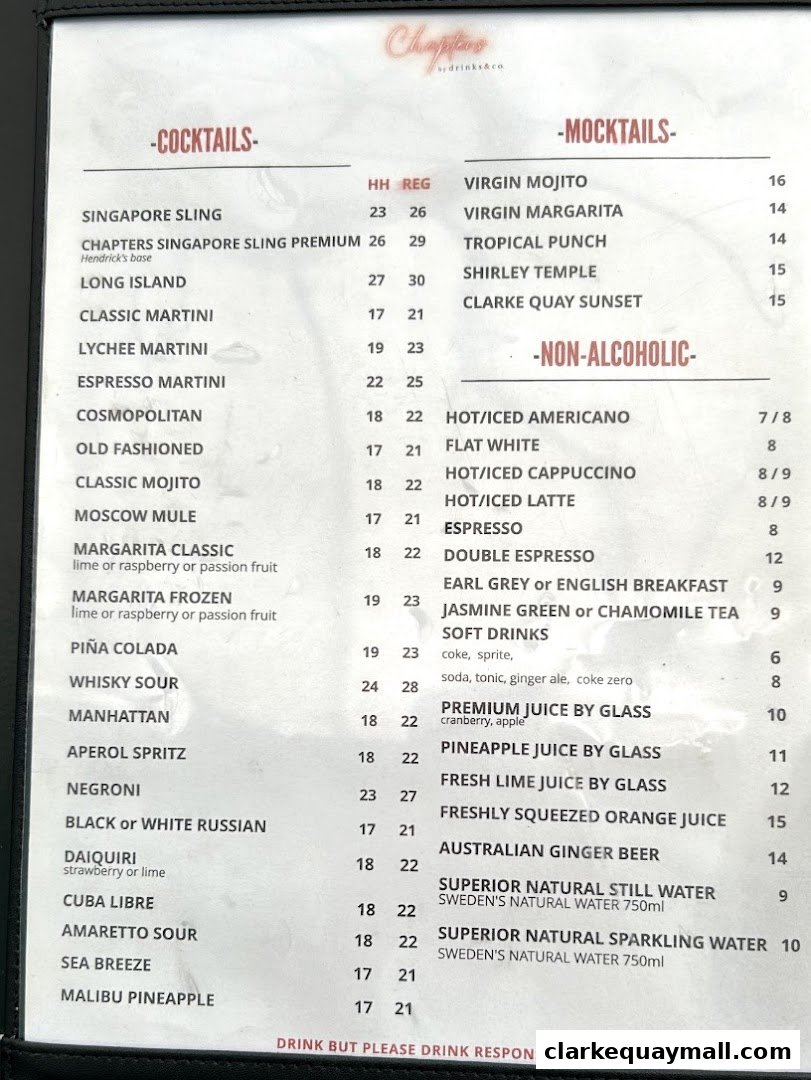 Chapters
by drinks&co.
-COCKTAILS-
HH REG
SINGAPORE SLING 23 26
CHAPTERS SINGAPORE SLING PREMIUM 26 29
Hendrick's base
LONG ISLAND 27 30
CLASSIC MARTINI 17 21
LYCHEE MARTINI 19 23
ESPRESSO MARTINI 22 25
COSMOPOLITAN 18 22
OLD FASHIONED 17 21
CLASSIC MOJITO 18 22
MOSCOW MULE 17 21
MARGARITA CLASSIC 18 22
lime or raspberry or passion fruit
MARGARITA FROZEN 19 23
lime or raspberry or passion fruit
PIÑA COLADA 19 23
WHISKY SOUR 24 28
MANHATTAN 18 22
APEROL SPRITZ 18 22
NEGRONI 23 27
BLACK or WHITE RUSSIAN 17 21
DAIQUIRI 18 22
strawberry or lime
CUBA LIBRE 18 22
AMARETTO SOUR 18 22
SEA BREEZE 17 21
MALIBU PINEAPPLE 17 21
-MOCKTAILS-
VIRGIN MOJITO 16
VIRGIN MARGARITA 14
TROPICAL PUNCH 14
SHIRLEY TEMPLE 15
CLARKE QUAY SUNSET 15
-NON-ALCOHOLIC-
HOT/ICED AMERICANO 7 / 8
FLAT WHITE 8
HOT/ICED CAPPUCCINO 8 / 9
HOT/ICED LATTE 8 / 9
ESPRESSO 8
DOUBLE ESPRESSO 12
EARL GREY or ENGLISH BREAKFAST 9
JASMINE GREEN or CHAMOMILE TEA 9
SOFT DRINKS
coke, sprite, 6
soda, tonic, ginger ale, coke zero 8
PREMIUM JUICE BY GLASS 10
cranberry, apple
PINEAPPLE JUICE BY GLASS 11
FRESH LIME JUICE BY GLASS 12
FRESHLY SQUEEZED ORANGE JUICE 15
AUSTRALIAN GINGER BEER 14
SUPERIOR NATURAL STILL WATER 9
SWEDEN'S NATURAL WATER 750ml
SUPERIOR NATURAL SPARKLING WATER 10
SWEDEN'S NATURAL WATER 750ml
DRINK BUT PLEASE DRINK RESPON
clarkequaymall.com